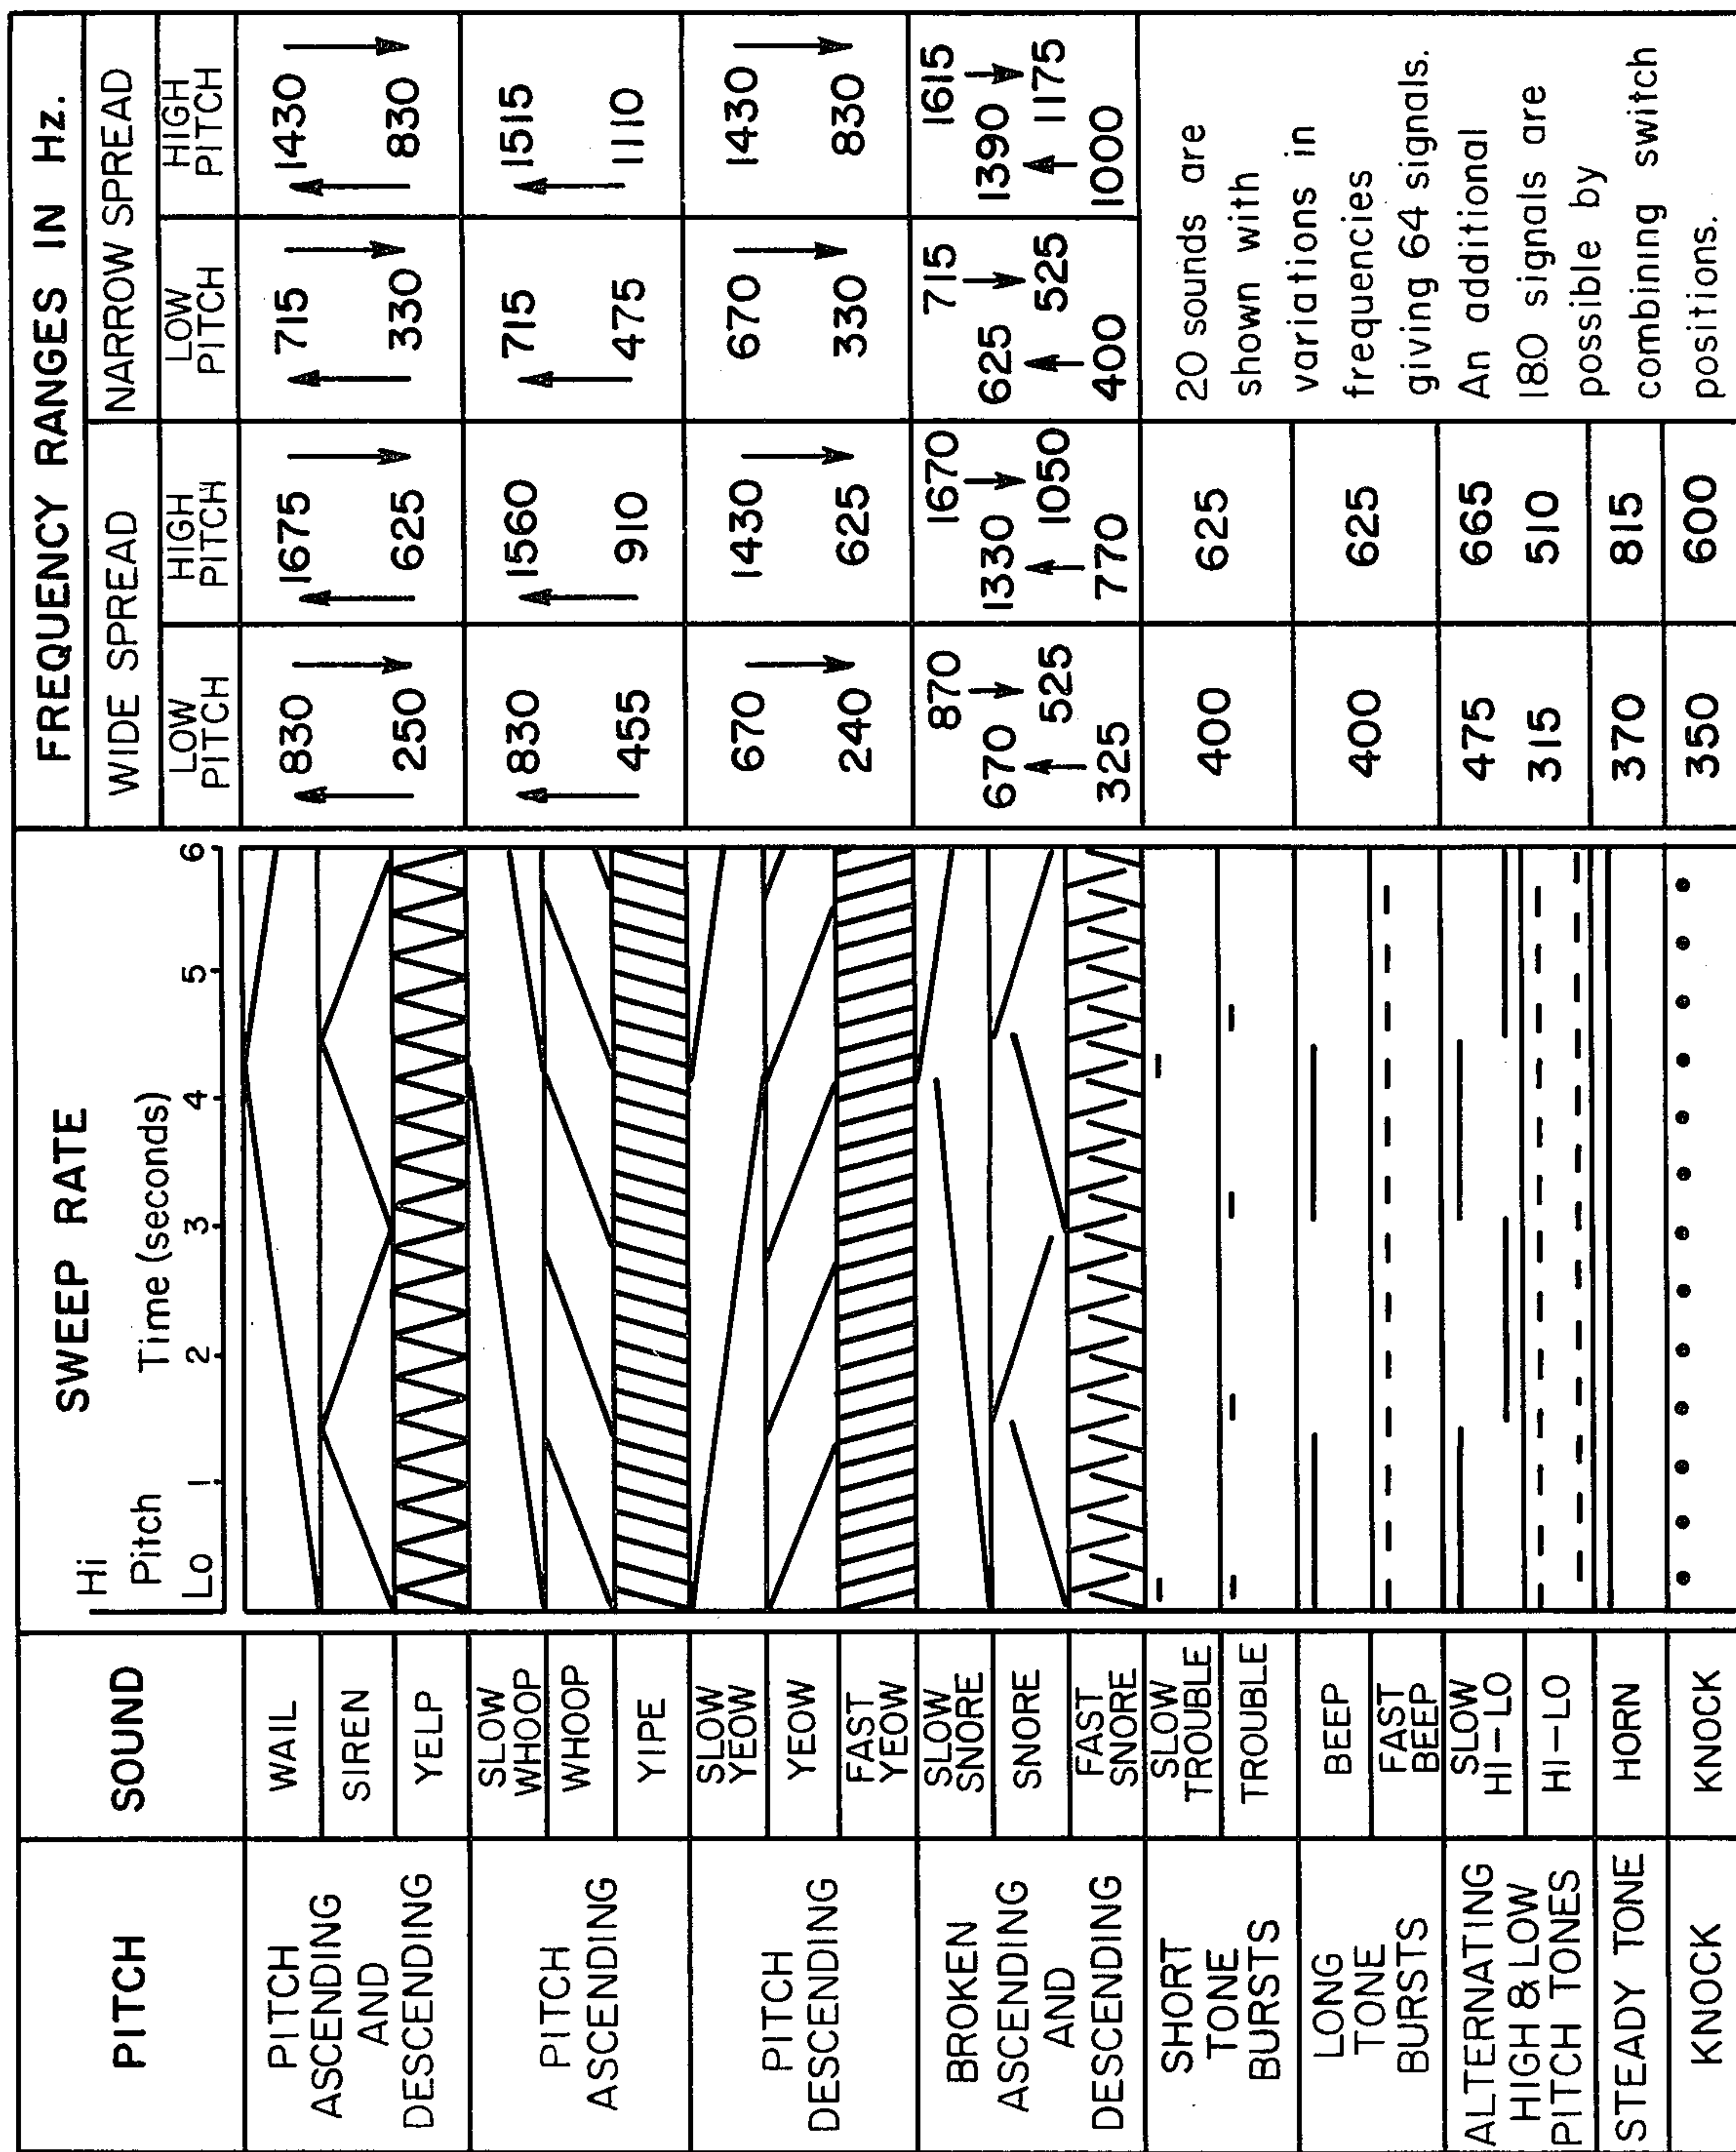 PITCH
SOUND
SWEEP RATE
Hi
Pitch
Lo
Time (seconds)
1 2 3 4 5 6
FREQUENCY RANGES IN Hz.
WIDE SPREAD
NARROW SPREAD
LOW
PITCH
HIGH
PITCH
LOW
PITCH
HIGH
PITCH
PITCH
ASCENDING
AND
DESCENDING
WAIL
SIREN
YELP
830
250
1675
625
715
330
1430
830
PITCH
ASCENDING
SLOW
WHOOP
WHOOP
YIPE
830
455
1560
910
715
475
1515
1110
PITCH
DESCENDING
SLOW
YEOW
YEOW
FAST
YEOW
670
240
1430
625
670
330
1430
830
BROKEN
ASCENDING
AND
DESCENDING
SLOW
SNORE
SNORE
FAST
SNORE
870
670
525
325
1670
1330
1050
770
715
625
525
400
1615
1390
1175
1000
SHORT
TONE
BURSTS
SLOW
TROUBLE
TROUBLE
400
625
LONG
TONE
BURSTS
BEEP
FAST
BEEP
400
625
ALTERNATING
HIGH & LOW
PITCH TONES
SLOW
HI-LO
HI-LO
475
315
665
510
STEADY TONE
HORN
370
815
KNOCK
KNOCK
350
600
20 sounds are
shown with
variations in
frequencies
giving 64 signals.
An additional
180 signals are
possible by
combining switch
positions.